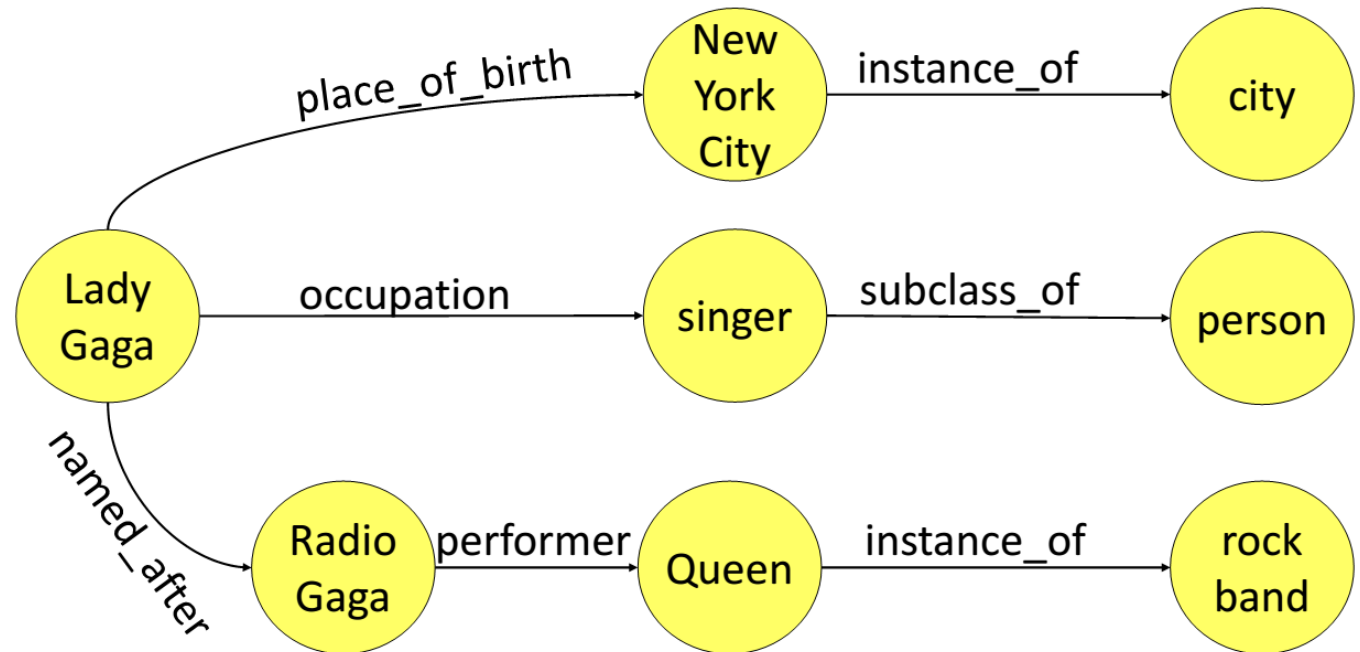 place_of_birth
New
York
City
instance_of
city
Lady
Gaga
occupation
singer
subclass_of
person
named_after
Radio
Gaga
performer
Queen
instance_of
rock
band